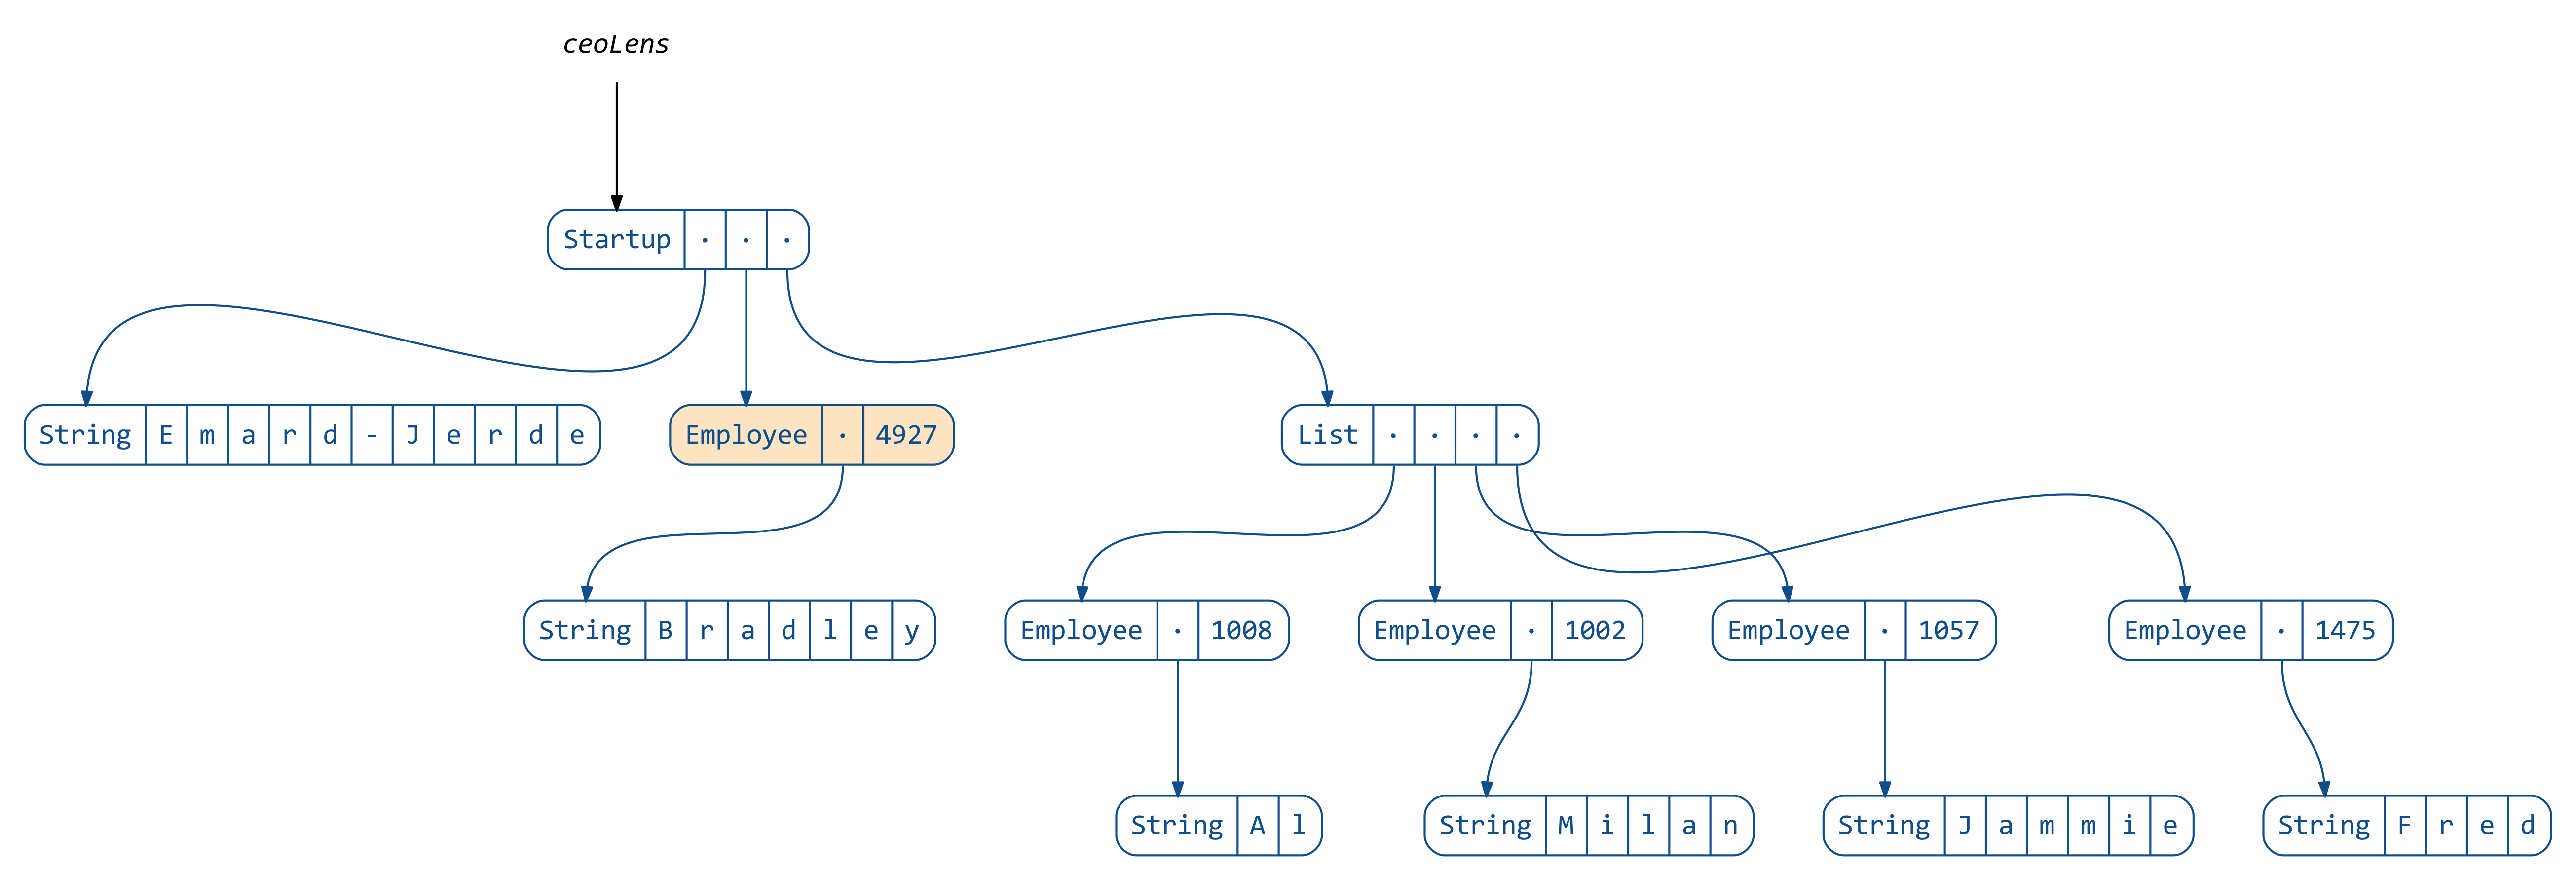 ceoLens
Startup · · ·
String E m a r d - J e r d e
Employee · 4927
List · · · ·
String B r a d l e y
Employee · 1008
Employee · 1002
Employee · 1057
Employee · 1475
String A l
String M i l a n
String J a m m i e
String F r e d